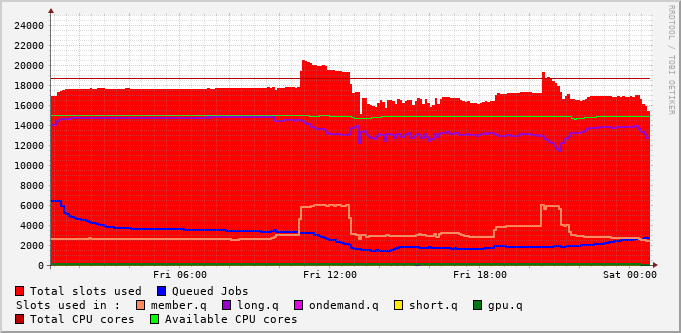 RRDTOOL / TOBI OETIKER
24000
22000
20000
18000
16000
14000
12000
10000
8000
6000
4000
2000
0
Fri 06:00 Fri 12:00 Fri 18:00 Sat 00:00
Total slots used Queued Jobs
Slots used in : member.q long.q ondemand.q short.q gpu.q
Total CPU cores Available CPU cores